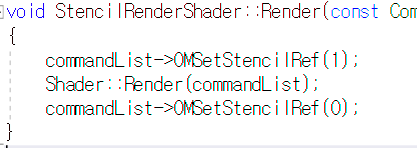 void StencilRenderShader::Render(const Com
{
commandList->OMSetStencilRef(1);
Shader::Render(commandList);
commandList->OMSetStencilRef(0);
}